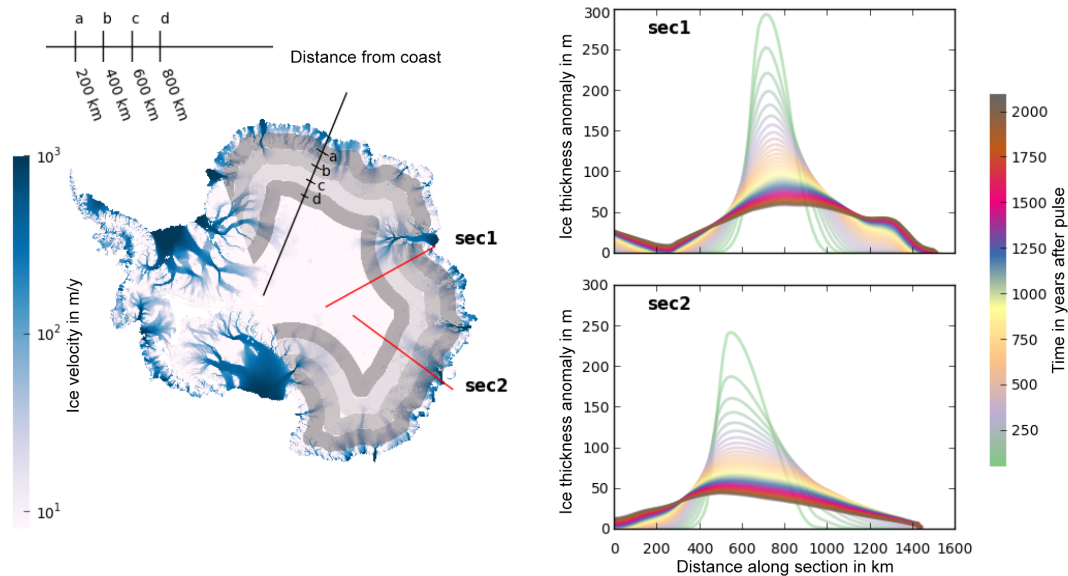 a b c d
200 km 400 km 600 km 800 km
Distance from coast
a
b
c
d
sec1
sec2
Ice velocity in m/y
10³
10²
10¹
sec1
Ice thickness anomaly in m
300
250
200
150
100
50
0
sec2
Ice thickness anomaly in m
300
250
200
150
100
50
0
0 200 400 600 800 1000 1200 1400 1600
Distance along section in km
2000
1750
1500
1250
1000
750
500
250
Time in years after pulse